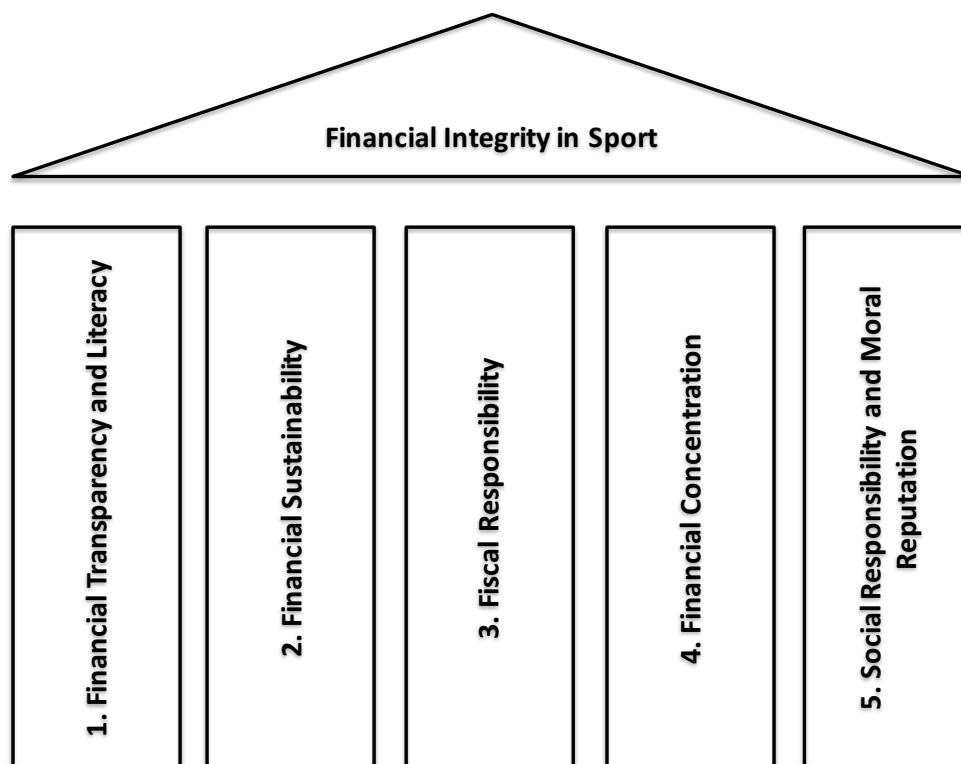 Financial Integrity in Sport
1. Financial Transparency and Literacy
2. Financial Sustainability
3. Fiscal Responsibility
4. Financial Concentration
5. Social Responsibility and Moral
Reputation